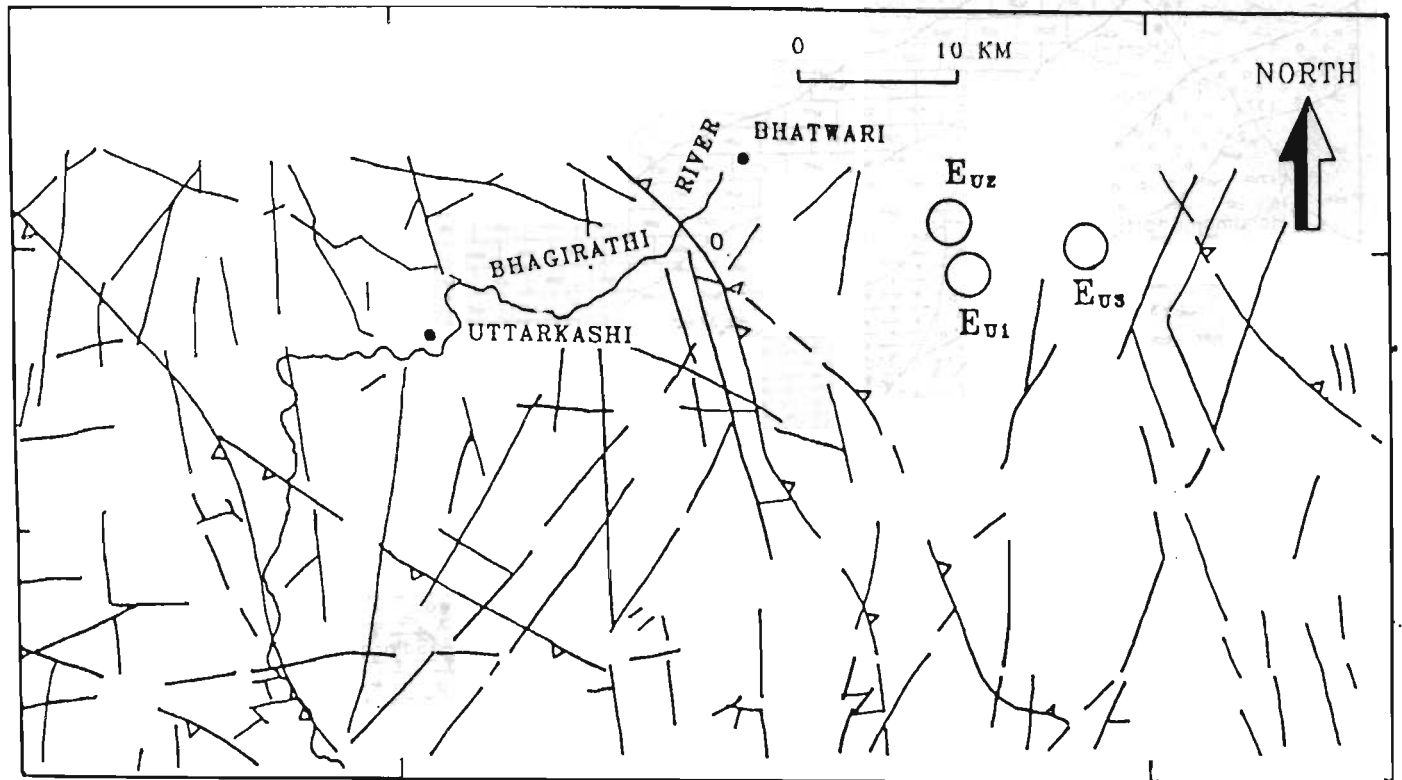 0 10 KM
NORTH
BHATWARI
RIVER
E_U2
BHAGIRATHI
0
E_U3
E_U1
UTTARKASHI